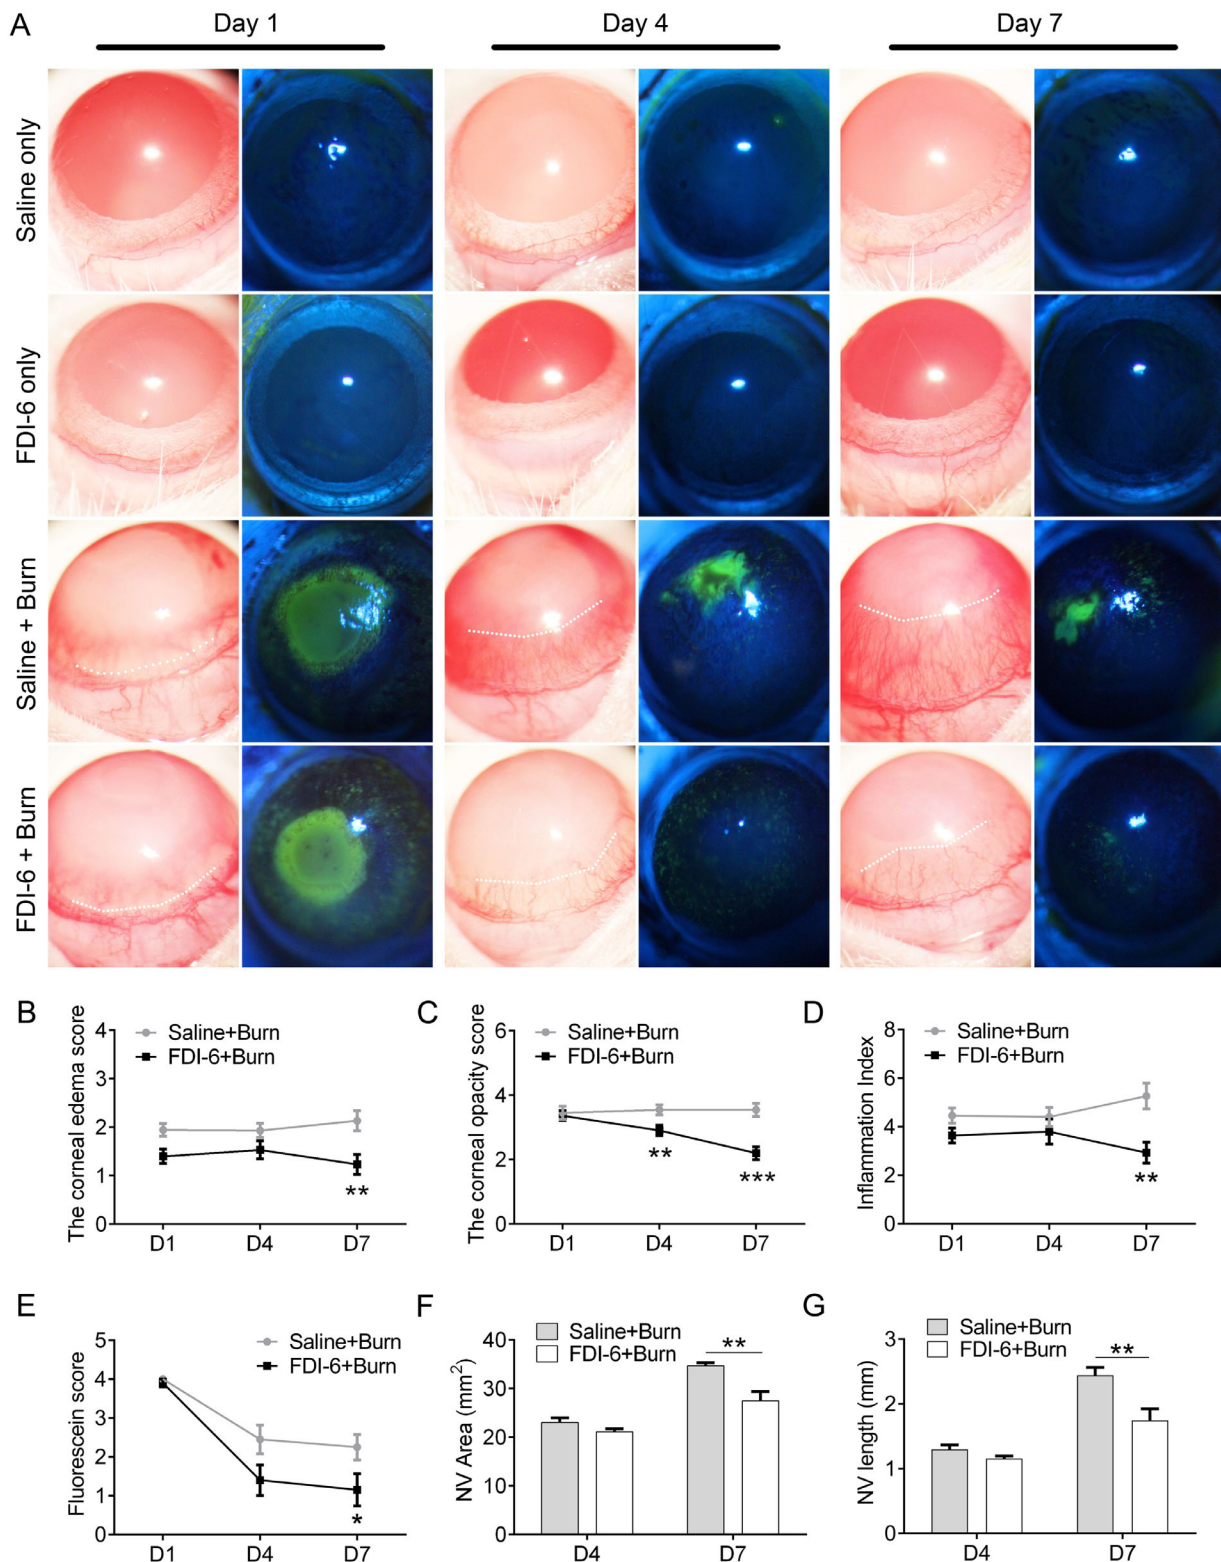 A
Day 1
Day 4
Day 7
Saline only
FDI-6 only
Saline + Burn
FDI-6 + Burn
B
The corneal edema score
4
3
2
1
0
Saline+Burn
FDI-6+Burn
**
D1
D4
D7
C
The corneal opacity score
6
4
2
0
Saline+Burn
FDI-6+Burn
**
***
D1
D4
D7
D
Inflammation Index
8
6
4
2
0
Saline+Burn
FDI-6+Burn
**
D1
D4
D7
E
Fluorescein score
5
4
3
2
1
0
Saline+Burn
FDI-6+Burn
*
D1
D4
D7
F
NV Area (mm²)
40
30
20
10
0
Saline+Burn
FDI-6+Burn
**
D4
D7
G
NV length (mm)
3
2
1
0
Saline+Burn
FDI-6+Burn
**
D4
D7